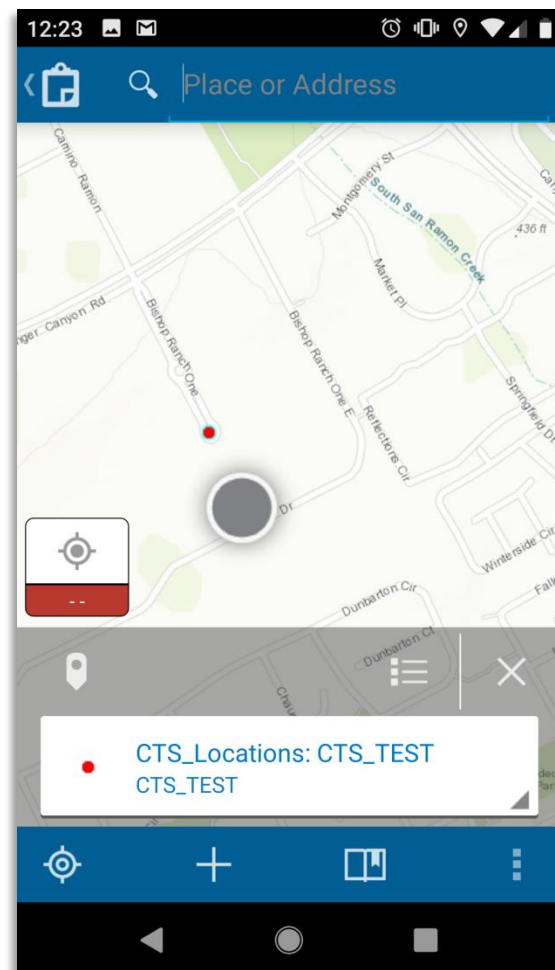 12:23
Place or Address
Camino Ramon
Montgomery St
South San Ramon Creek
436 ft
Market Pl
nger Canyon Rd
Bishop Ranch One
Bishop Ranch One E
Reflections Cir
Springfield Dr
Dr
Winterside Cir
--
Dunbarton Cir
Dunbarton Ct
CTS_Locations: CTS_TEST
CTS_TEST